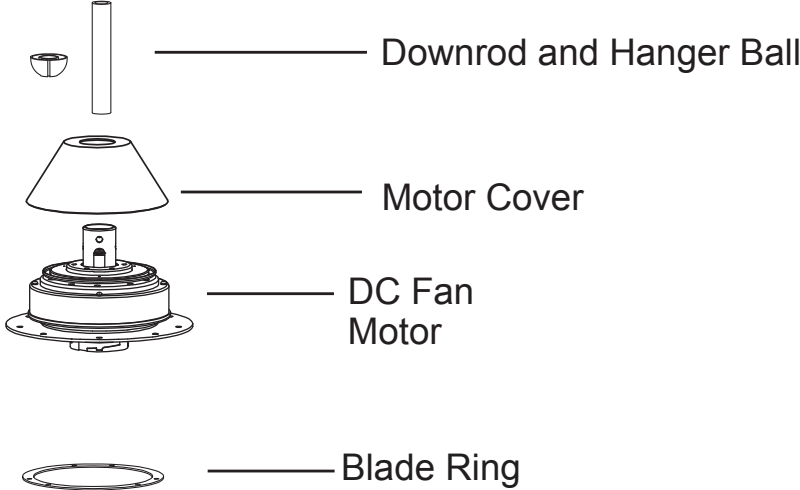 Downrod and Hanger Ball
Motor Cover
DC Fan
Motor
Blade Ring